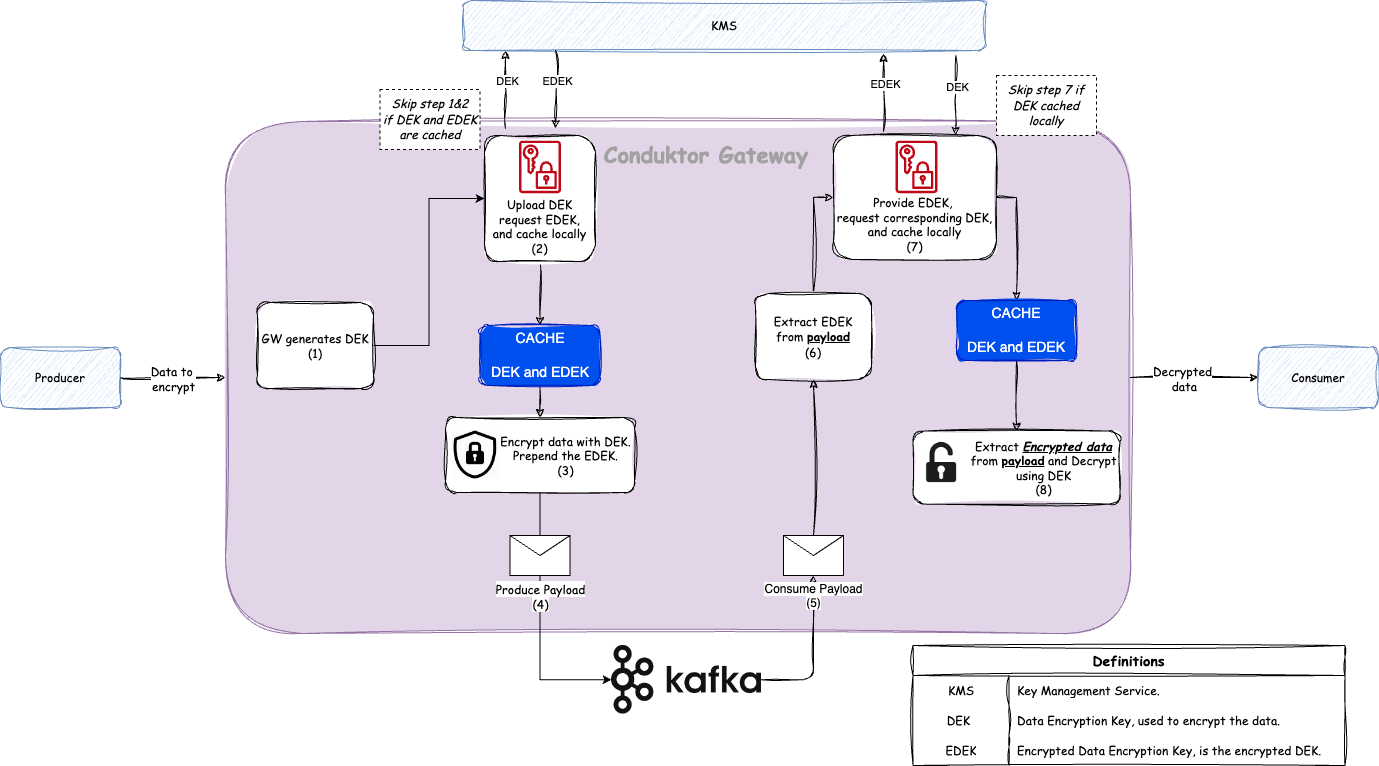 KMS
DEK
EDEK
EDEK
DEK
Skip step 1&2
if DEK and EDEK
are cached
Skip step 7 if
DEK cached
locally
Conduktor Gateway
Upload DEK
request EDEK,
and cache locally
(2)
Provide EDEK,
request corresponding DEK,
and cache locally
(7)
GW generates DEK
(1)
CACHE
DEK and EDEK
Extract EDEK
from payload
(6)
CACHE
DEK and EDEK
Producer
Data to
encrypt
Decrypted
data
Consumer
Encrypt data with DEK.
Prepend the EDEK.
(3)
Extract Encrypted data
from payload and Decrypt
using DEK
(8)
Produce Payload
(4)
Consume Payload
(5)
kafka
Definitions
KMS Key Management Service.
DEK Data Encryption Key, used to encrypt the data.
EDEK Encrypted Data Encryption Key, is the encrypted DEK.